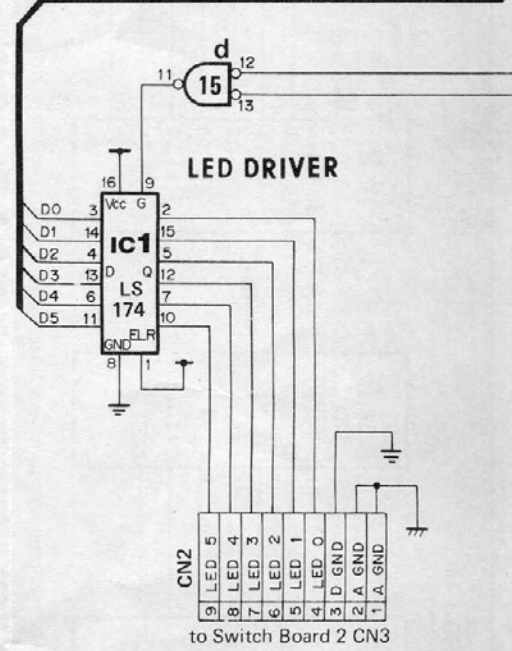 d
12
11
15
13
LED DRIVER
16
9
Vcc G
D0 3 2
D1 14 15
IC1
D2 4 5
D3 13 D Q 12
LS
D4 6 7
174
D5 11 10
ELR
GND
8 1
CN2
LED 5
LED 4
LED 3
LED 2
LED 1
LED 0
D GND
A GND
A GND
9 8 7 6 5 4 3 2 1
to Switch Board 2 CN3